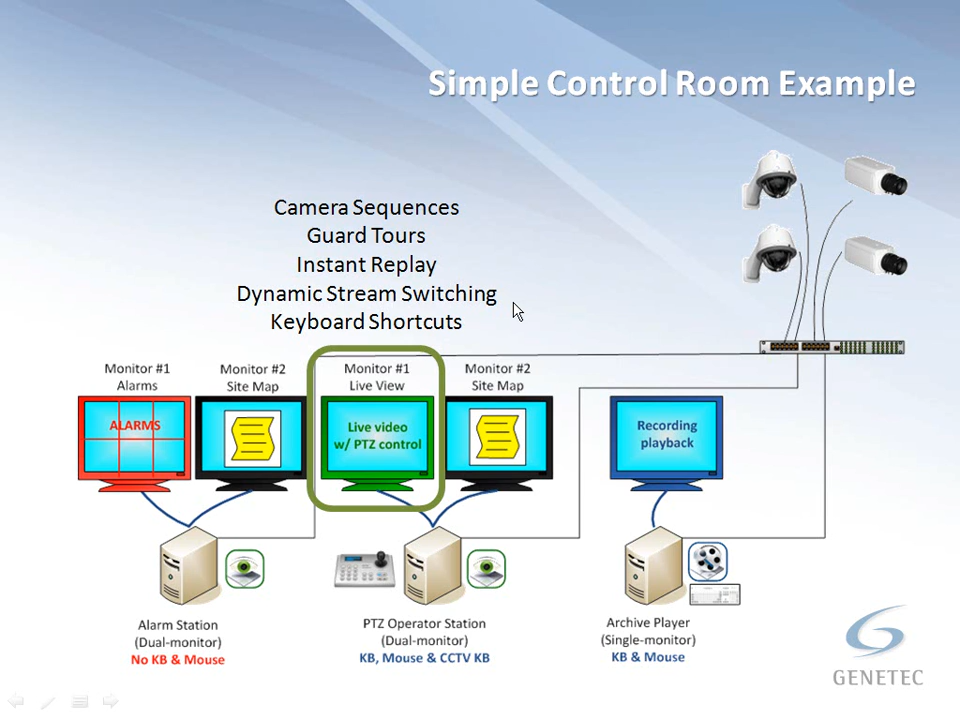 Simple Control Room Example
Camera Sequences
Guard Tours
Instant Replay
Dynamic Stream Switching
Keyboard Shortcuts
Monitor #1
Alarms
Monitor #2
Site Map
Monitor #1
Live View
Monitor #2
Site Map
ALARMS
Live video
w/ PTZ control
Recording
playback
Alarm Station
(Dual-monitor)
No KB & Mouse
PTZ Operator Station
(Dual-monitor)
KB, Mouse & CCTV KB
Archive Player
(Single-monitor)
KB & Mouse
GENETEC